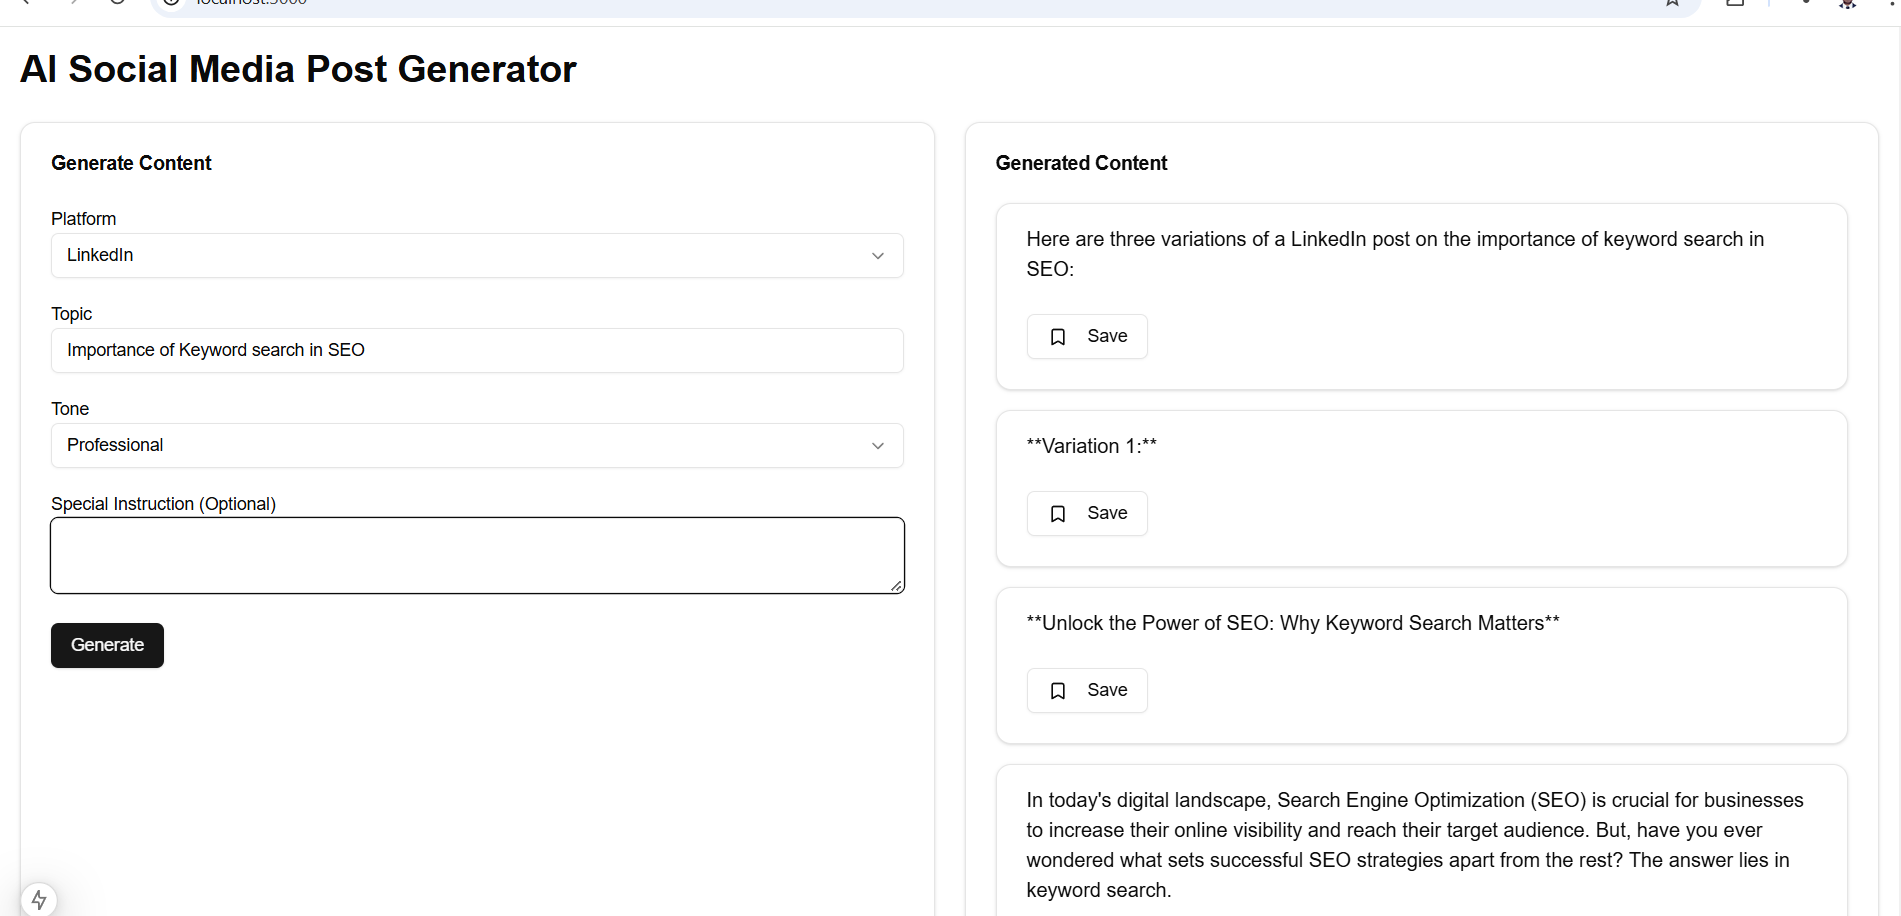 localhost:3000
AI Social Media Post Generator
Generate Content
Platform
LinkedIn
Topic
Importance of Keyword search in SEO
Tone
Professional
Special Instruction (Optional)
Generate
Generated Content
Here are three variations of a LinkedIn post on the importance of keyword search in
SEO:
Save
**Variation 1:**
Save
**Unlock the Power of SEO: Why Keyword Search Matters**
Save
In today's digital landscape, Search Engine Optimization (SEO) is crucial for businesses
to increase their online visibility and reach their target audience. But, have you ever
wondered what sets successful SEO strategies apart from the rest? The answer lies in
keyword search.